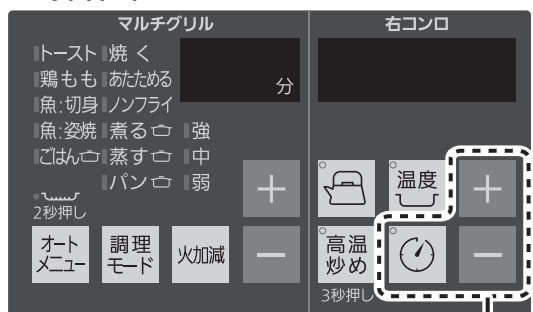 マルチグリル
トースト 焼く
鶏もも あたためる
魚:切身 ノンフライ
魚:姿焼 煮る 強
ごはん 蒸す 中
パン 弱
分
2秒押し
オートメニュー
調理モード
火加減
+
−
右コンロ
温度
+
高温炒め
−
3秒押し